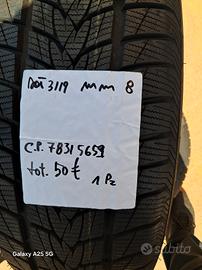 DOT 3119 mm 8
C.P. 78315659
tot. 50 €
1 Pz
Galaxy A25 5G
subito